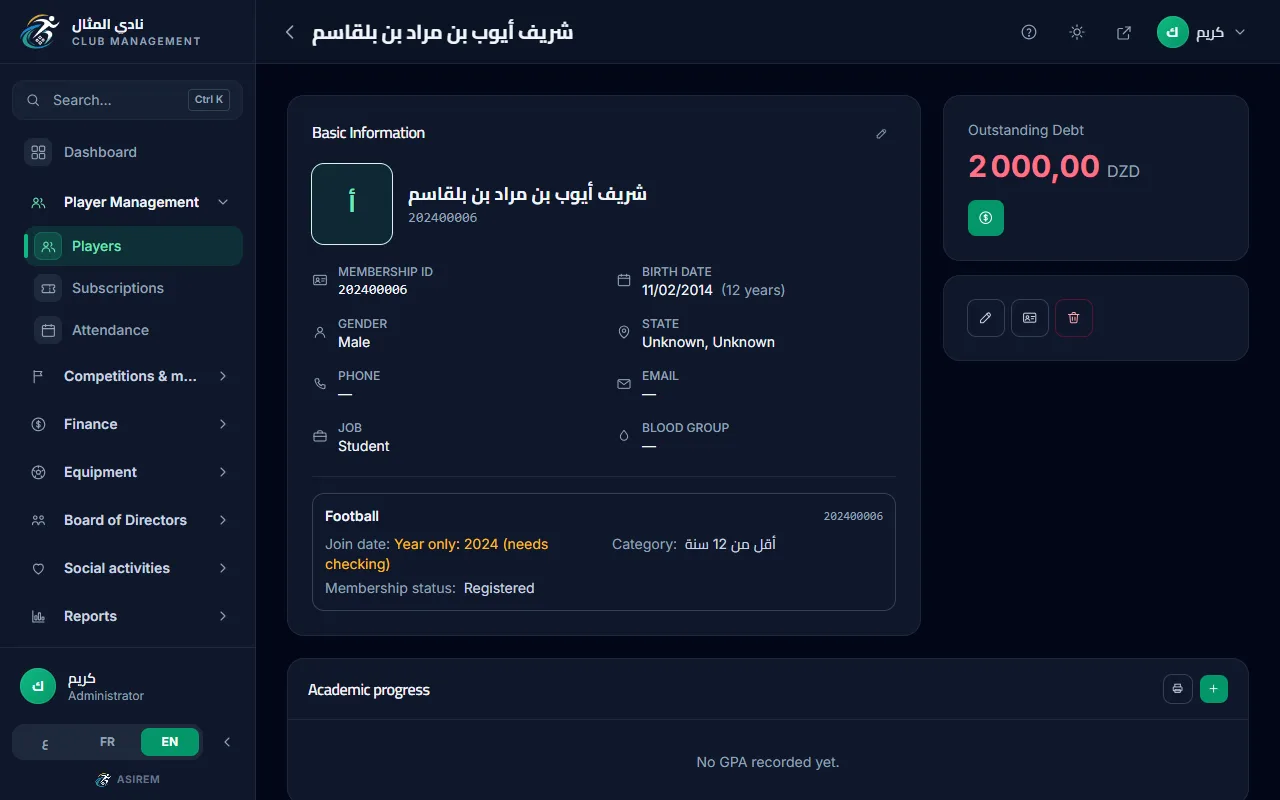 نادي المثال
CLUB MANAGEMENT
Search...
Ctrl K
Dashboard
Player Management
Players
Subscriptions
Attendance
Competitions & m...
Finance
Equipment
Board of Directors
Social activities
Reports
ك
كريم
Administrator
ع
FR
EN
ASIREM
شريف أيوب بن مراد بن بلقاسم
ك
كريم
Basic Information
أ
شريف أيوب بن مراد بن بلقاسم
202400006
MEMBERSHIP ID
202400006
BIRTH DATE
11/02/2014 (12 years)
GENDER
Male
STATE
Unknown, Unknown
PHONE
—
EMAIL
—
JOB
Student
BLOOD GROUP
—
Football
202400006
Join date: Year only: 2024 (needs
checking)
Category: أقل من 12 سنة
Membership status: Registered
Outstanding Debt
2 000,00 DZD
Academic progress
No GPA recorded yet.